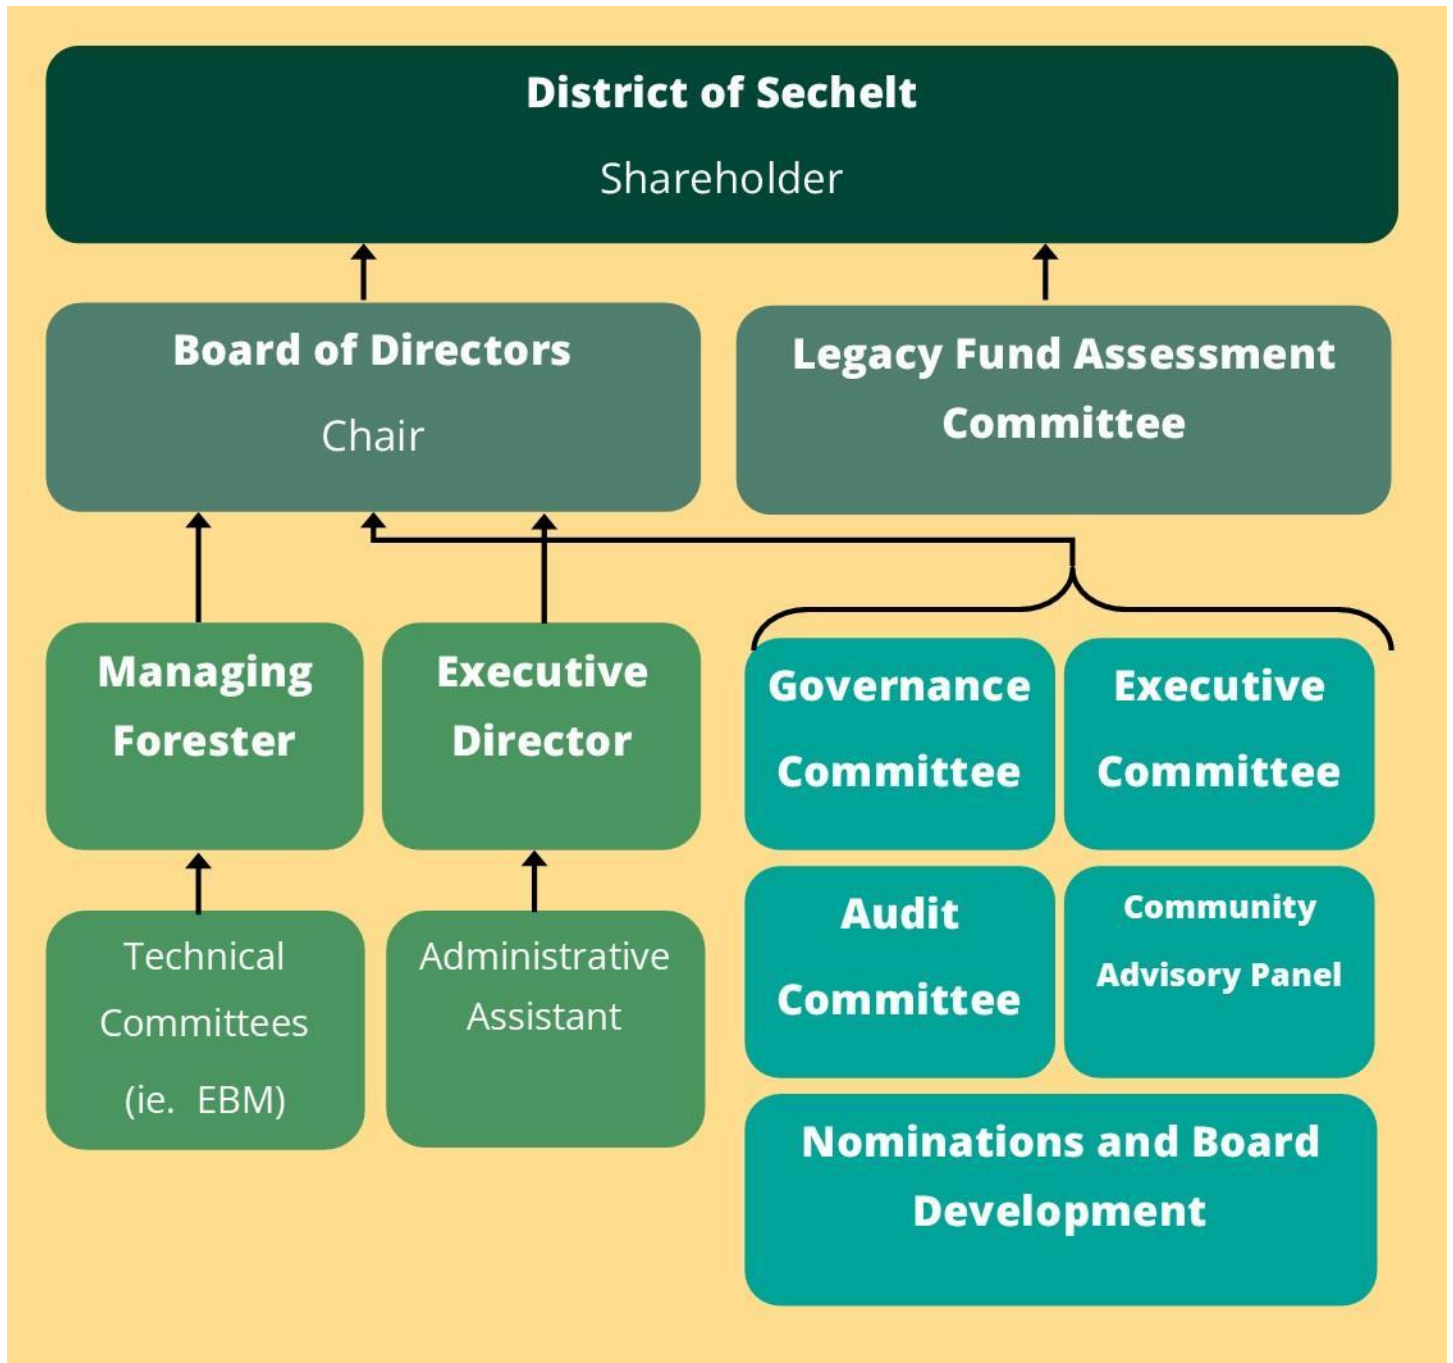 District of Sechelt
Shareholder
Board of Directors
Chair
Legacy Fund Assessment
Committee
Managing
Forester
Executive
Director
Governance
Committee
Executive
Committee
Audit
Committee
Community
Advisory Panel
Technical
Committees
(ie. EBM)
Administrative
Assistant
Nominations and Board
Development